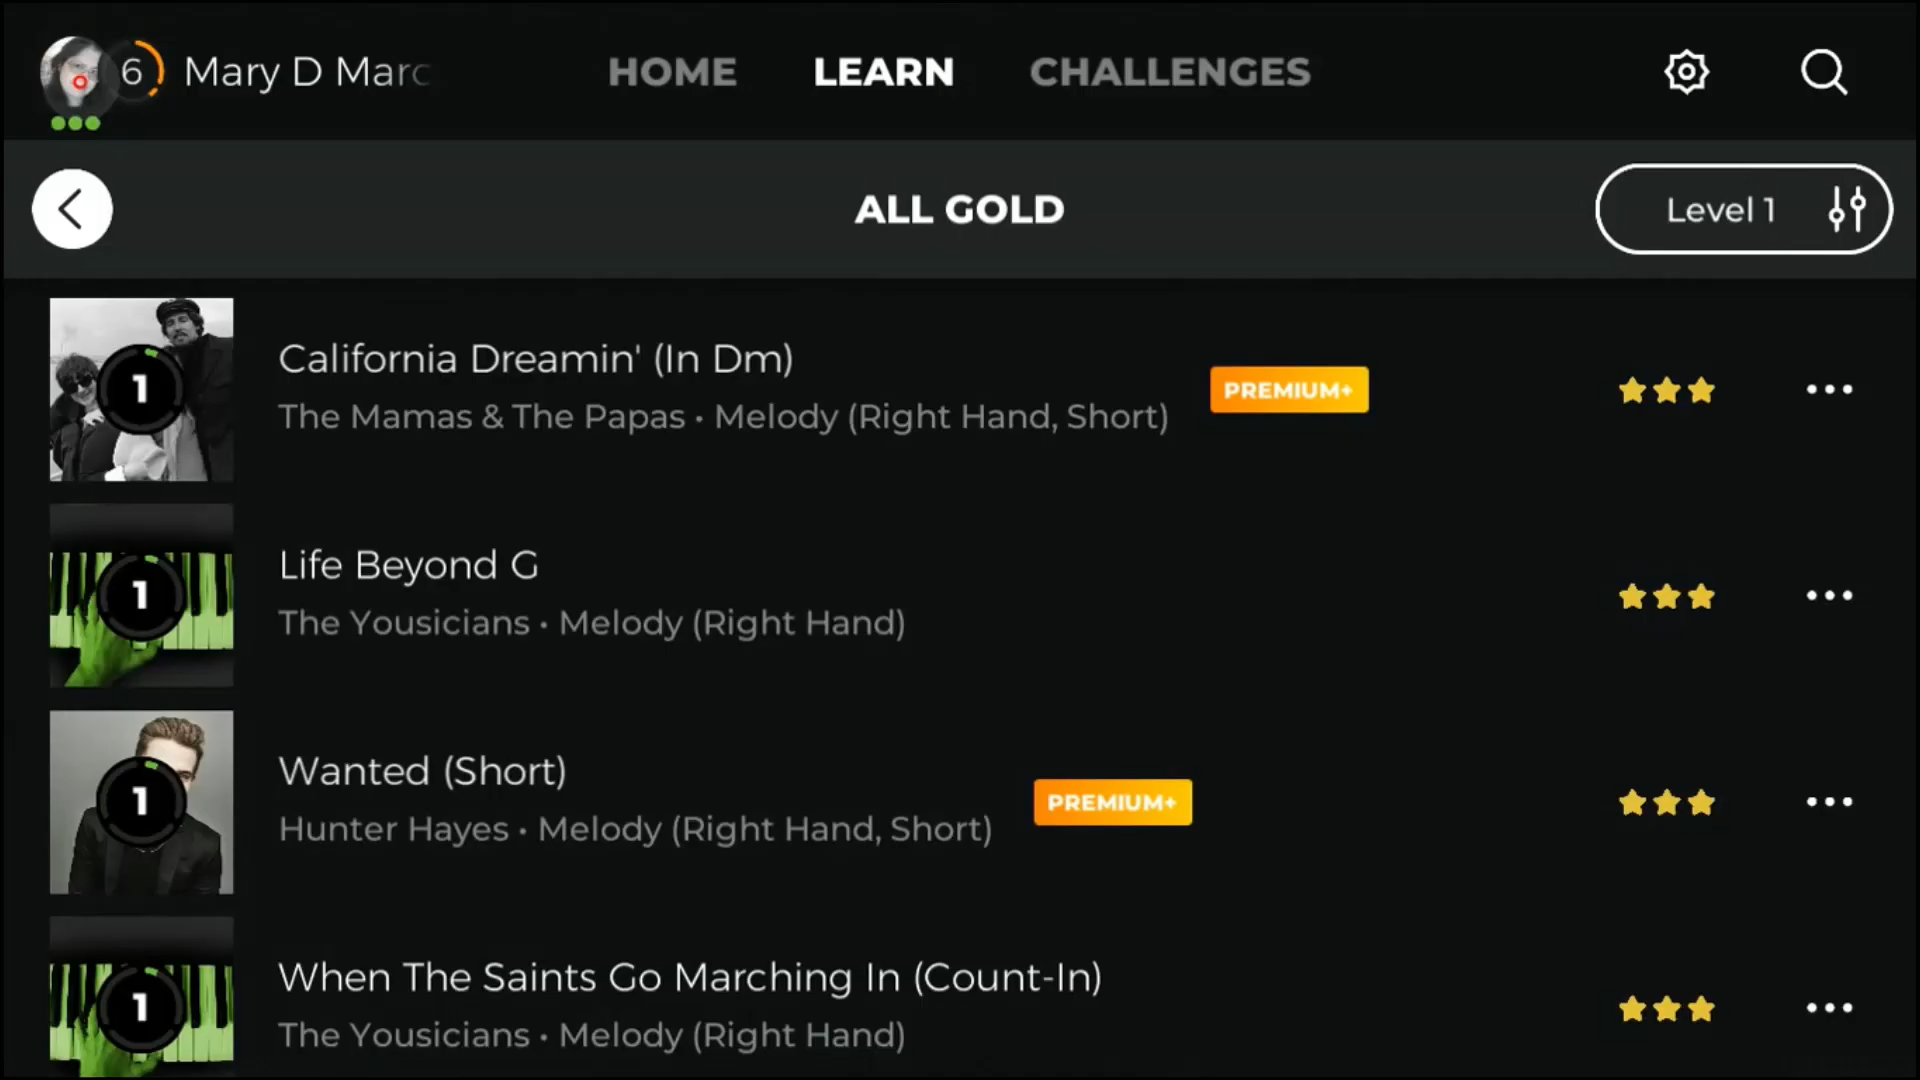 6 Mary D Marc HOME LEARN CHALLENGES
ALL GOLD Level 1
1 California Dreamin' (In Dm)
The Mamas & The Papas • Melody (Right Hand, Short) PREMIUM+
1 Life Beyond G
The Yousicians • Melody (Right Hand)
1 Wanted (Short)
Hunter Hayes • Melody (Right Hand, Short) PREMIUM+
1 When The Saints Go Marching In (Count-In)
The Yousicians • Melody (Right Hand)